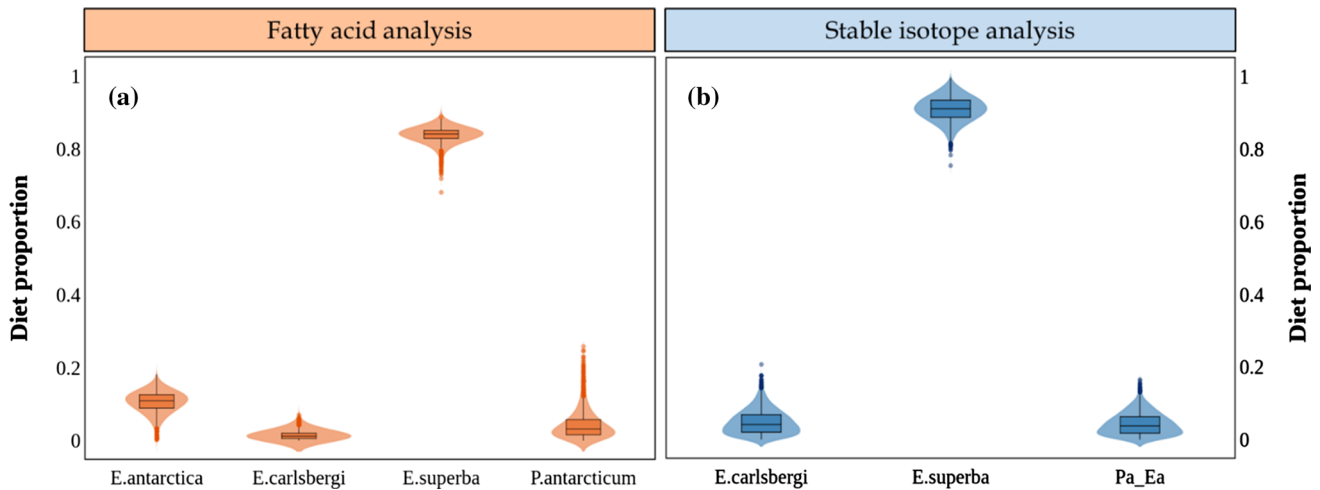 Fatty acid analysis
Stable isotope analysis
(a)
(b)
Diet proportion
1
0.8
0.6
0.4
0.2
0
E.antarctica
E.carlsbergi
E.superba
P.antarcticum
E.carlsbergi
E.superba
Pa_Ea
1
0.8
0.6
0.4
0.2
0
Diet proportion